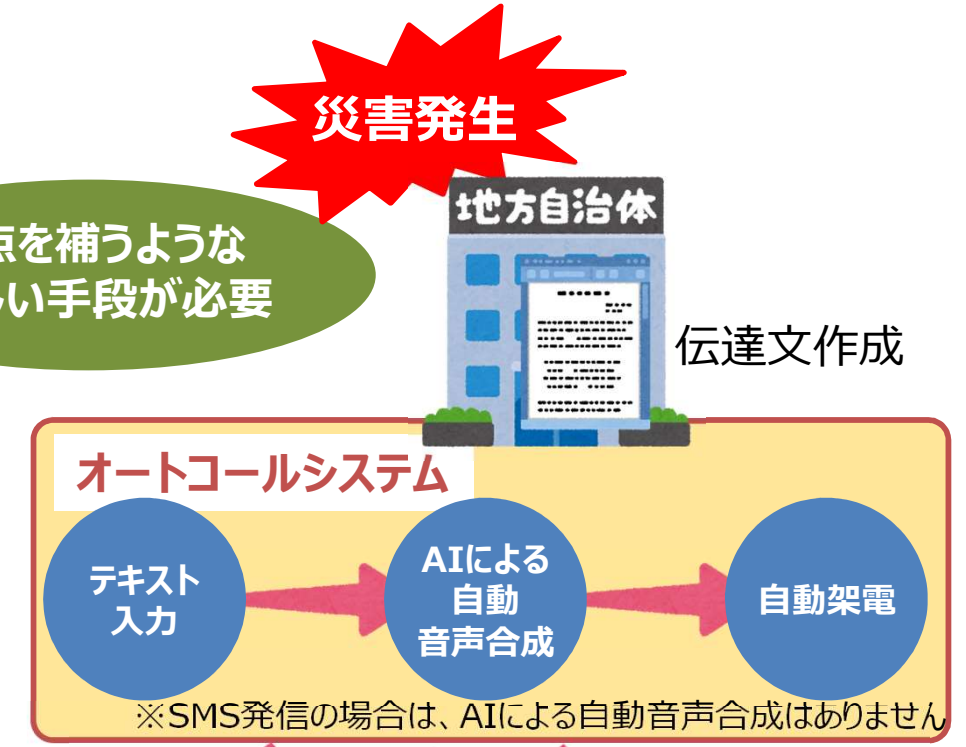 災害発生
地方自治体
点を補うような
い手段が必要
伝達文作成
オートコールシステム
テキスト
入力
AIによる
自動
音声合成
自動架電
※SMS発信の場合は、AIによる自動音声合成はありません